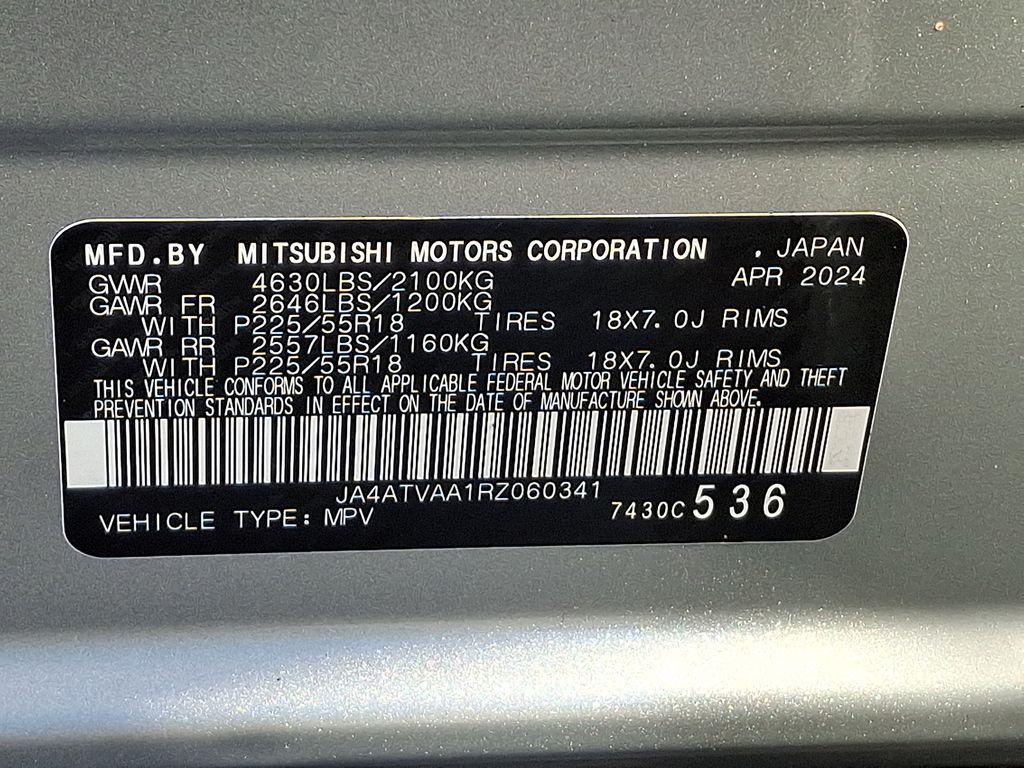 MFD.BY MITSUBISHI MOTORS CORPORATION . JAPAN
GVWR 4630LBS/2100KG APR 2024
GAWR FR 2646LBS/1200KG
WITH P225/55R18 TIRES 18X7.0J RIMS
GAWR RR 2557LBS/1160KG
WITH P225/55R18 TIRES 18X7.0J RIMS
THIS VEHICLE CONFORMS TO ALL APPLICABLE FEDERAL MOTOR VEHICLE SAFETY AND THEFT
PREVENTION STANDARDS IN EFFECT ON THE DATE OF MANUFACTURE SHOWN ABOVE.
JA4ATVAA1RZ060341
VEHICLE TYPE: MPV 7430C 536